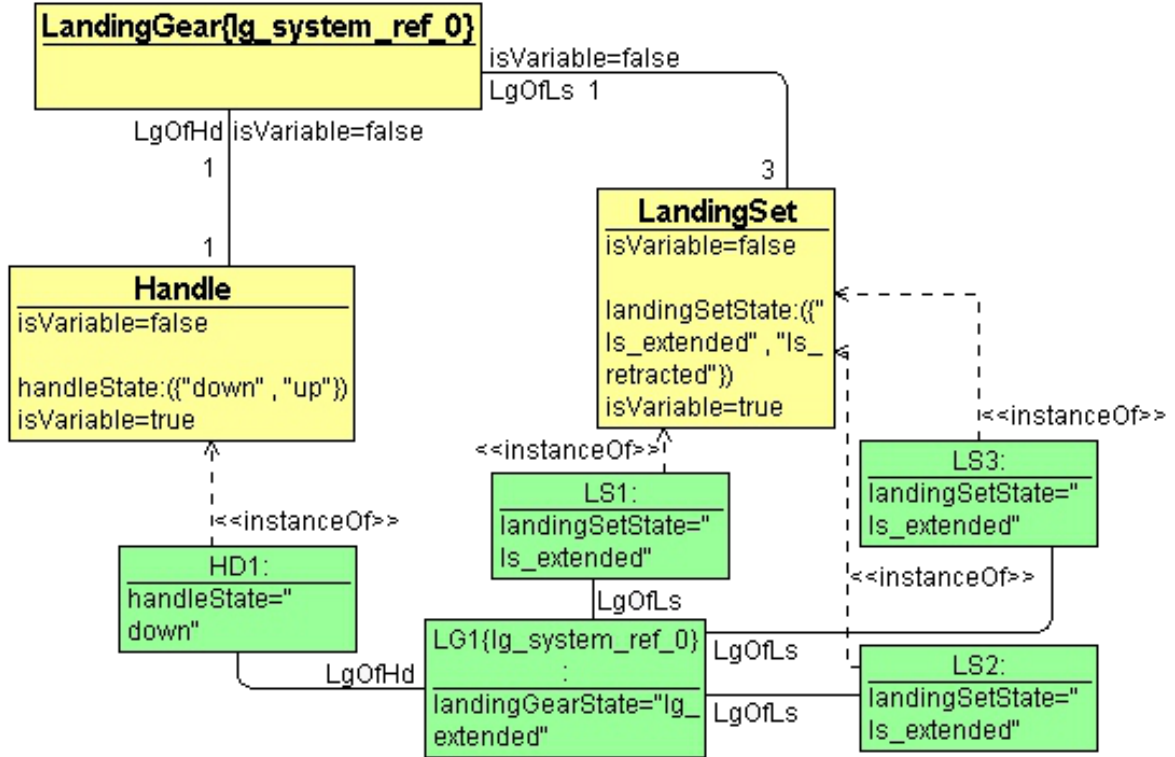 LandingGear{lg_system_ref_0}
isVariable=false
LgOfLs 1
LgOfHd isVariable=false
1
3
1
LandingSet
isVariable=false
landingSetState:({"
ls_extended" , "ls_
retracted"})
isVariable=true
Handle
isVariable=false
handleState:({"down" , "up"})
isVariable=true
<<instanceOf>>
<<instanceOf>>
LS3:
landingSetState="
ls_extended"
LS1:
landingSetState="
ls_extended"
<<instanceOf>>
HD1:
handleState="
down"
<<instanceOf>>
LgOfLs
LG1{lg_system_ref_0}
:
landingGearState="lg_
extended"
LgOfHd
LgOfLs
LgOfLs
LS2:
landingSetState="
ls_extended"